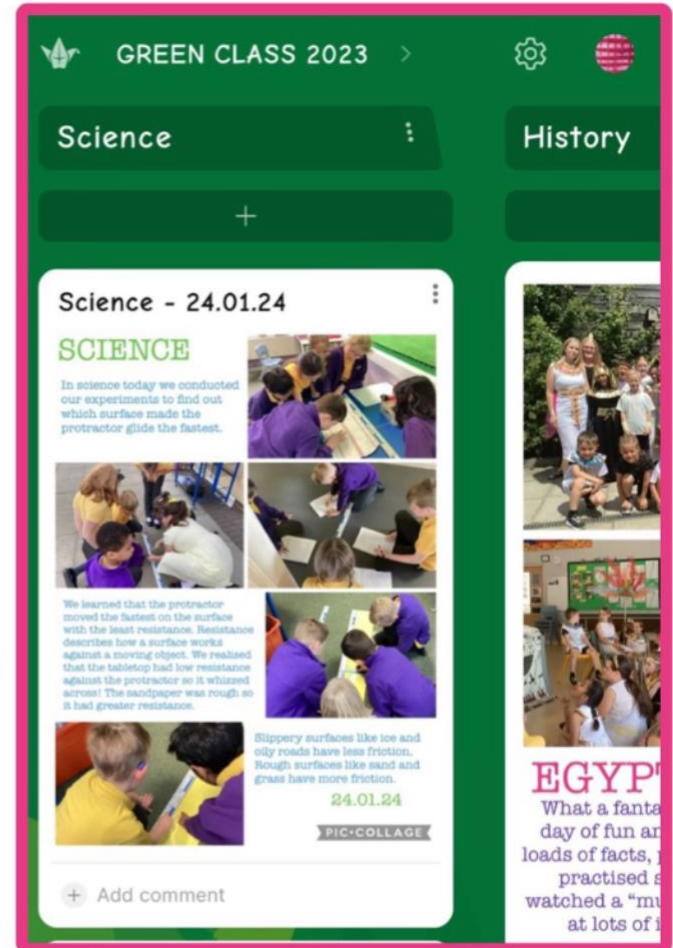 GREEN CLASS 2023
Science
History
Science - 24.01.24
SCIENCE
In science today we conducted
our experiments to find out
which surface made the
protractor glide the fastest.
We learned that the protractor
moved the fastest on the surface
with the least resistance. Resistance
describes how a surface works
against a moving object. We realised
that the tabletop had low resistance
against the protractor so it whizzed
across! The sandpaper was rough so
it had greater resistance.
Slippery surfaces like ice and
oily roads have less friction.
Rough surfaces like sand and
grass have more friction.
24.01.24
PIC•COLLAGE
Add comment
EGYPT
What a fanta
day of fun an
loads of facts,
practised s
watched a "mu
at lots of i